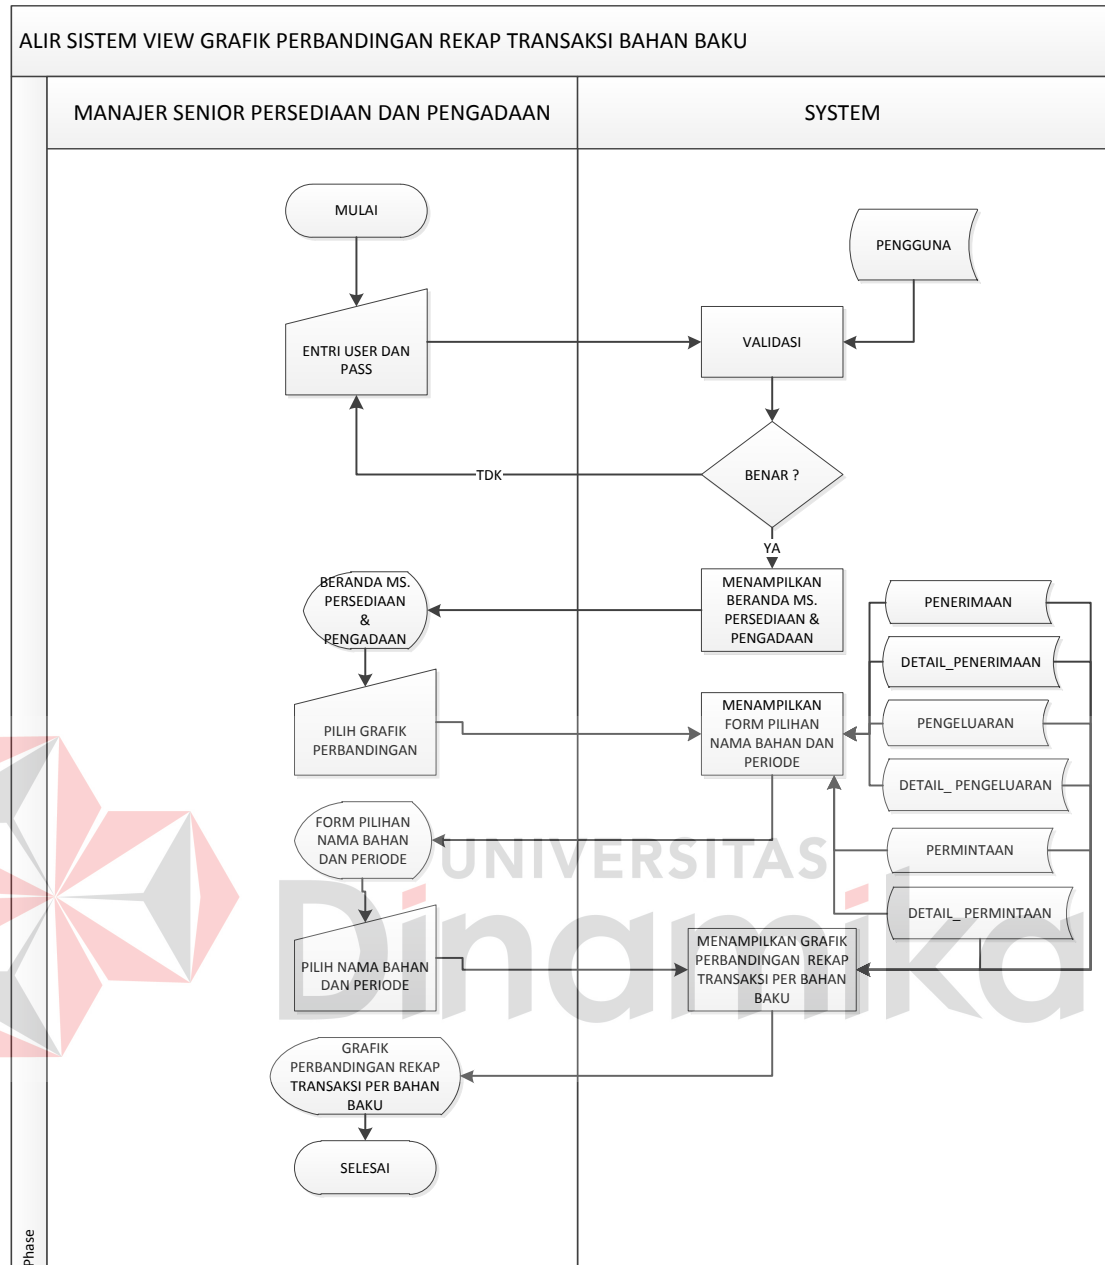 ALIR SISTEM VIEW GRAFIK PERBANDINGAN REKAP TRANSAKSI BAHAN BAKU
MANAJER SENIOR PERSEDIAAN DAN PENGADAAN
SYSTEM
MULAI
PENGGUNA
ENTRI USER DAN
PASS
VALIDASI
BENAR ?
TDK
YA
BERANDA MS.
PERSEDIAAN
&
PENGADAAN
MENAMPILKAN
BERANDA MS.
PERSEDIAAN &
PENGADAAN
PENERIMAAN
DETAIL_PENERIMAAN
PILIH GRAFIK
PERBANDINGAN
MENAMPILKAN
FORM PILIHAN
NAMA BAHAN DAN
PERIODE
PENGELUARAN
DETAIL_ PENGELUARAN
FORM PILIHAN
NAMA BAHAN
DAN PERIODE
PERMINTAAN
DETAIL_ PERMINTAAN
UNIVERSITAS
Dinamika
PILIH NAMA BAHAN
DAN PERIODE
MENAMPILKAN GRAFIK
PERBANDINGAN REKAP
TRANSAKSI PER BAHAN
BAKU
GRAFIK
PERBANDINGAN REKAP
TRANSAKSI PER BAHAN
BAKU
SELESAI
Phase